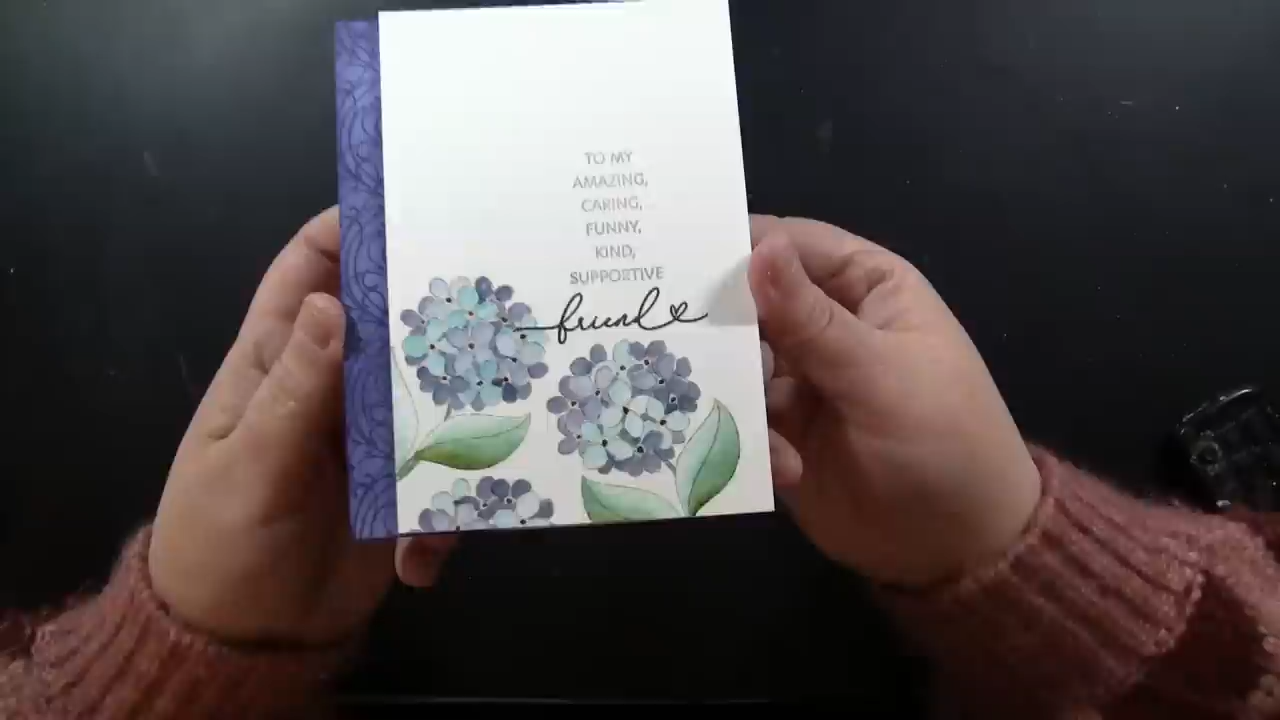 TO MY
AMAZING,
CARING,
FUNNY,
KIND,
SUPPORTIVE
friend